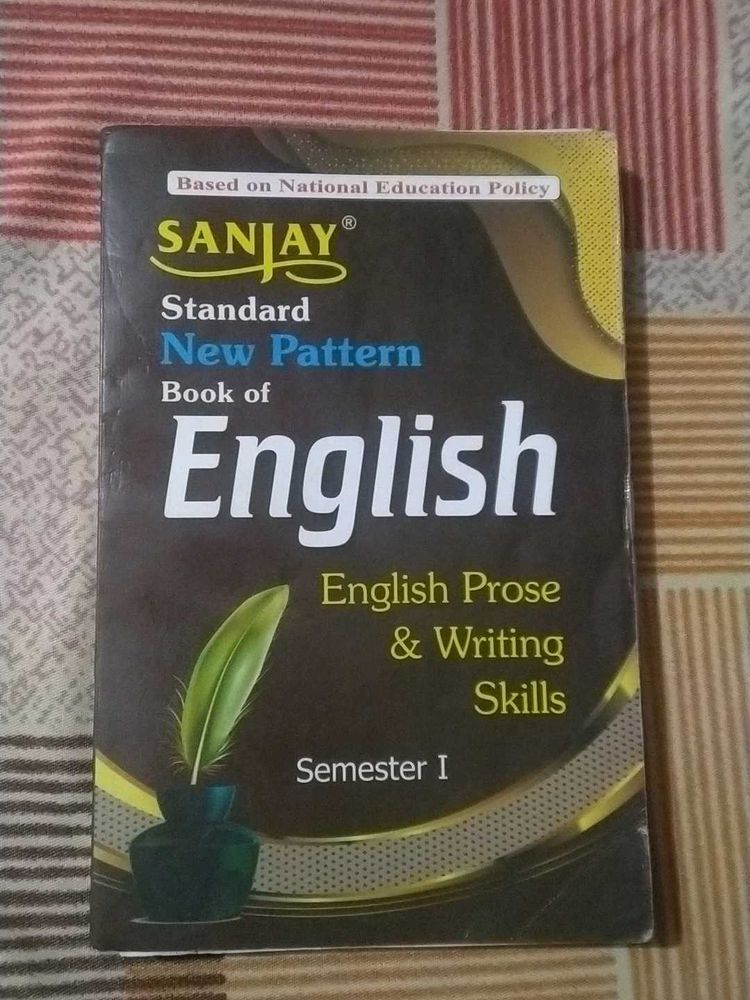 Based on National Education Policy
SANJAY®
Standard
New Pattern
Book of
English
English Prose
& Writing
Skills
Semester I